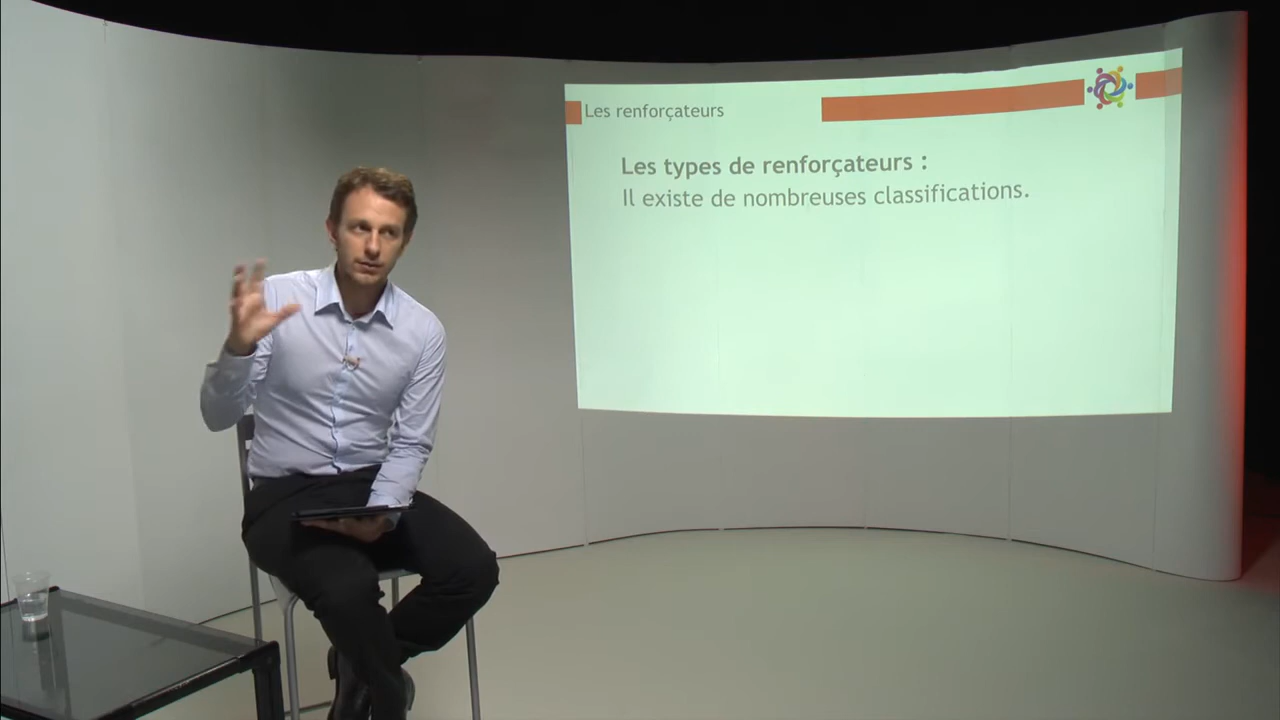 Les renforçateurs
Les types de renforçateurs :
Il existe de nombreuses classifications.